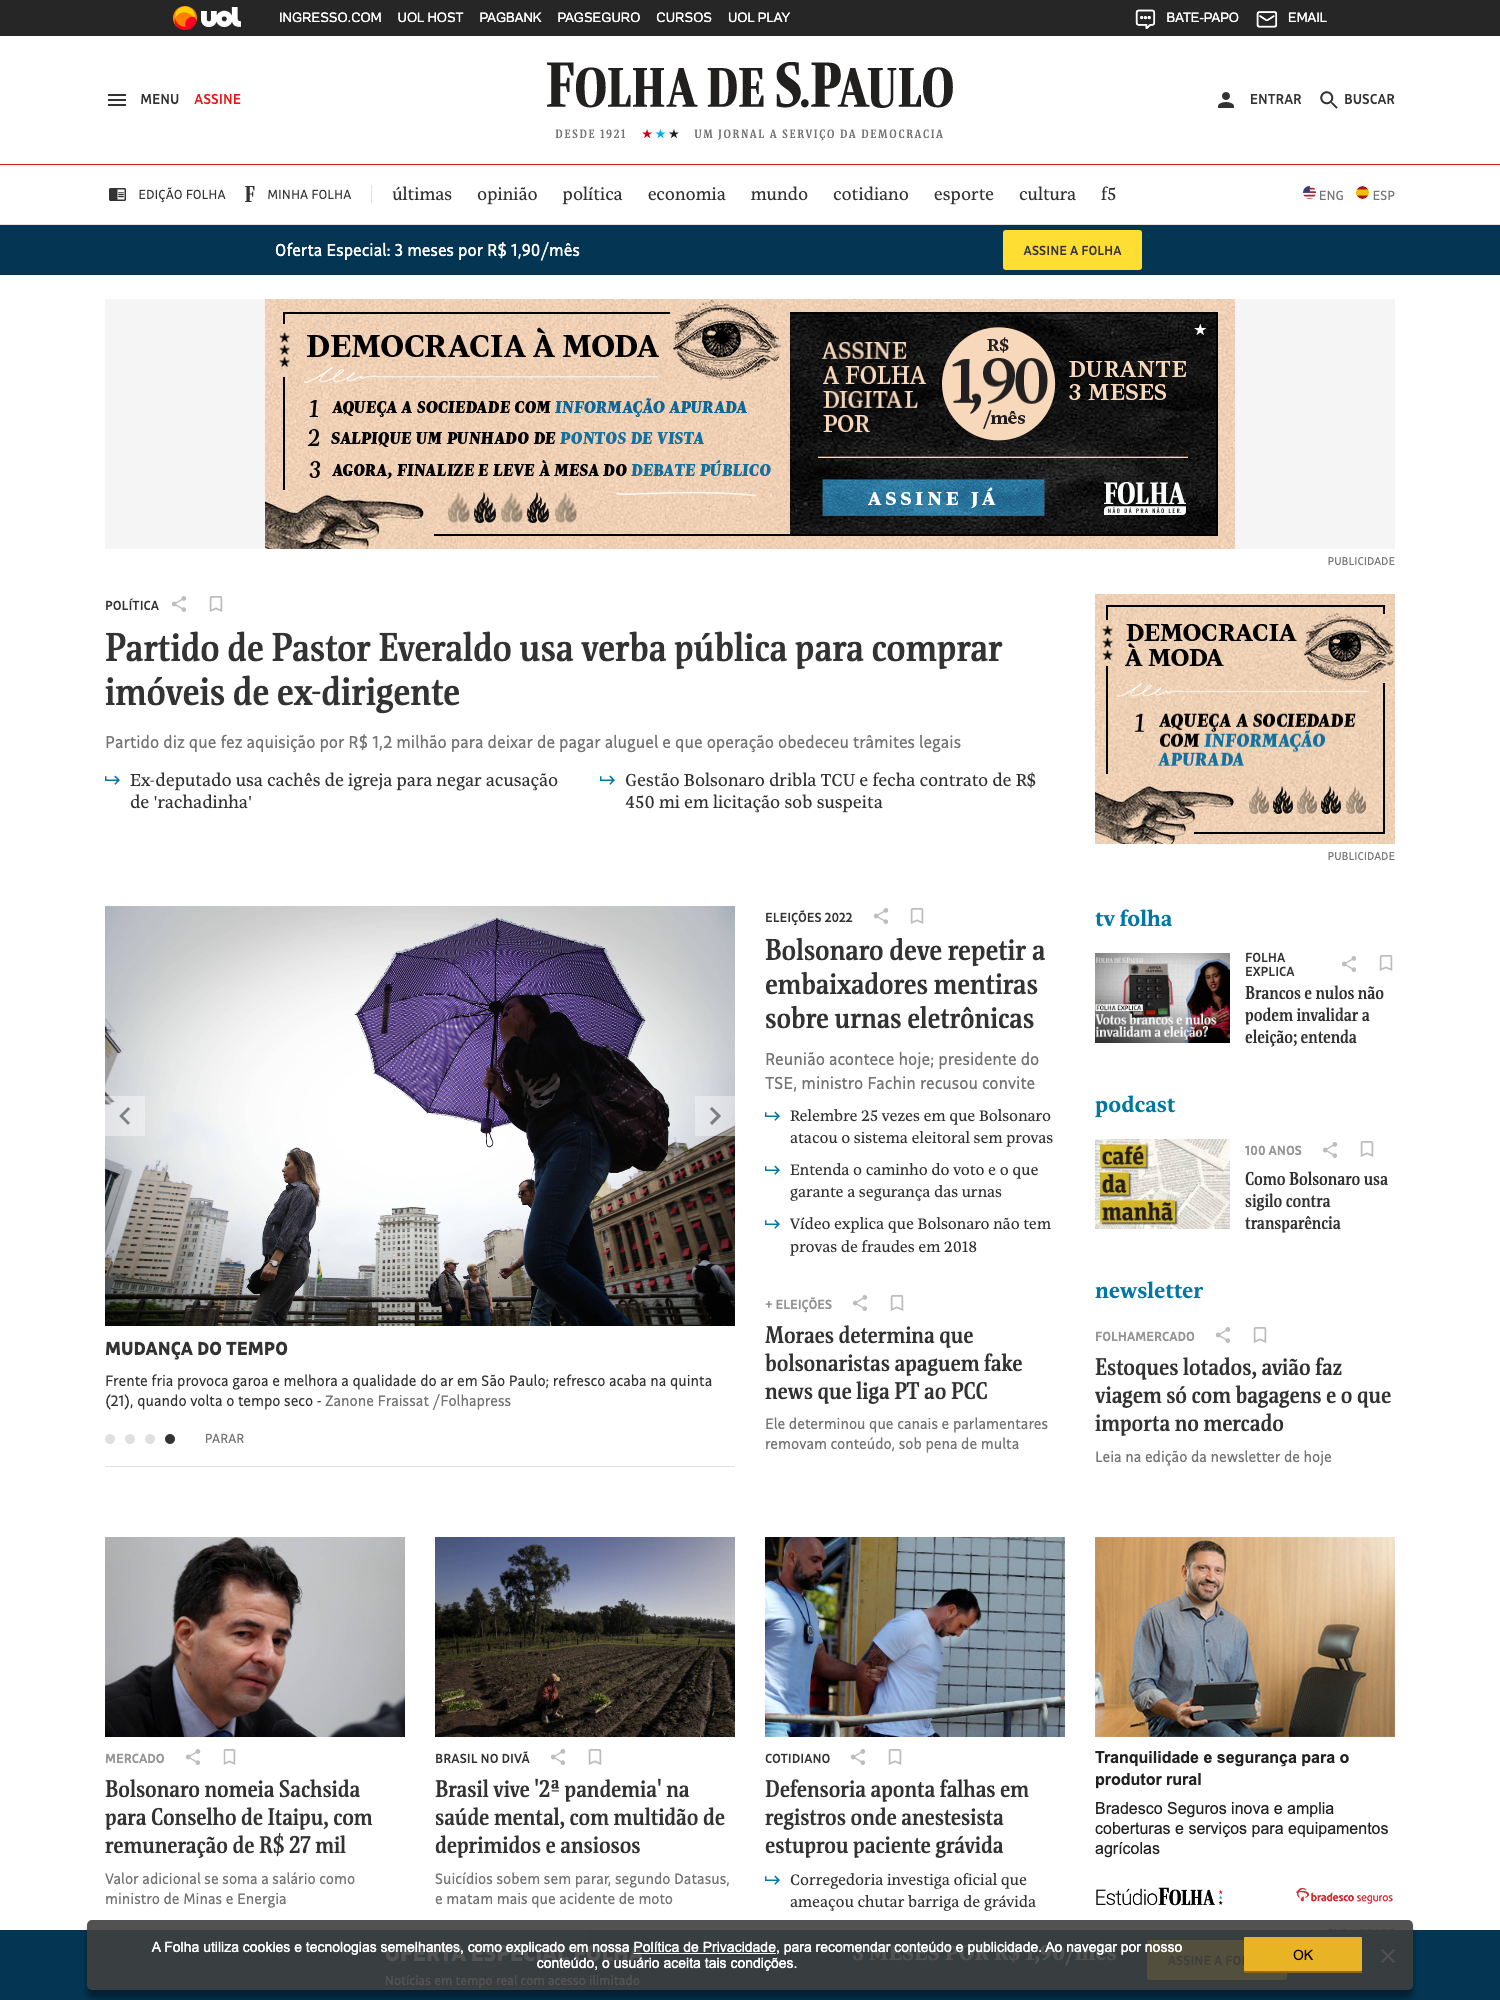 uol INGRESSO.COM UOL HOST PAGBANK PAGSEGURO CURSOS UOL PLAY BATE-PAPO EMAIL
MENU ASSINE
FOLHA DE S.PAULO
DESDE 1921 ★★★ UM JORNAL A SERVIÇO DA DEMOCRACIA
ENTRAR BUSCAR
EDIÇÃO FOLHA F MINHA FOLHA últimas opinião política economia mundo cotidiano esporte cultura f5 ENG ESP
Oferta Especial: 3 meses por R$ 1,90/mês ASSINE A FOLHA
DEMOCRACIA À MODA
1 AQUEÇA A SOCIEDADE COM INFORMAÇÃO APURADA
2 SALPIQUE UM PUNHADO DE PONTOS DE VISTA
3 AGORA, FINALIZE E LEVE À MESA DO DEBATE PÚBLICO
ASSINE
A FOLHA
DIGITAL
POR
R$
1,90
/mês
DURANTE
3 MESES
ASSINE JÁ
FOLHA
NÃO DÁ PRA NÃO LER.
PUBLICIDADE
POLÍTICA
Partido de Pastor Everaldo usa verba pública para comprar
imóveis de ex-dirigente
Partido diz que fez aquisição por R$ 1,2 milhão para deixar de pagar aluguel e que operação obedeceu trâmites legais
Ex-deputado usa cachês de igreja para negar acusação
de 'rachadinha'
Gestão Bolsonaro dribla TCU e fecha contrato de R$
450 mi em licitação sob suspeita
DEMOCRACIA
À MODA
1 AQUEÇA A SOCIEDADE
COM INFORMAÇÃO
APURADA
PUBLICIDADE
MUDANÇA DO TEMPO
Frente fria provoca garoa e melhora a qualidade do ar em São Paulo; refresco acaba na quinta
(21), quando volta o tempo seco - Zanone Fraissat /Folhapress
PARAR
ELEIÇÕES 2022
Bolsonaro deve repetir a
embaixadores mentiras
sobre urnas eletrônicas
Reunião acontece hoje; presidente do
TSE, ministro Fachin recusou convite
Relembre 25 vezes em que Bolsonaro
atacou o sistema eleitoral sem provas
Entenda o caminho do voto e o que
garante a segurança das urnas
Vídeo explica que Bolsonaro não tem
provas de fraudes em 2018
+ ELEIÇÕES
Moraes determina que
bolsonaristas apaguem fake
news que liga PT ao PCC
Ele determinou que canais e parlamentares
removam conteúdo, sob pena de multa
tv folha
FOLHA DE S.PAULO
FOLHA EXPLICA
Votos brancos e nulos
invalidam a eleição?
FOLHA
EXPLICA
Brancos e nulos não
podem invalidar a
eleição; entenda
podcast
café
da
manhã
100 ANOS
Como Bolsonaro usa
sigilo contra
transparência
newsletter
FOLHAMERCADO
Estoques lotados, avião faz
viagem só com bagagens e o que
importa no mercado
Leia na edição da newsletter de hoje
MERCADO
Bolsonaro nomeia Sachsida
para Conselho de Itaipu, com
remuneração de R$ 27 mil
Valor adicional se soma a salário como
ministro de Minas e Energia
BRASIL NO DIVÃ
Brasil vive '2ª pandemia' na
saúde mental, com multidão de
deprimidos e ansiosos
Suicídios sobem sem parar, segundo Datasus,
e matam mais que acidente de moto
COTIDIANO
Defensoria aponta falhas em
registros onde anestesista
estuprou paciente grávida
Corregedoria investiga oficial que
ameaçou chutar barriga de grávida
Tranquilidade e segurança para o
produtor rural
Bradesco Seguros inova e amplia
coberturas e serviços para equipamentos
agrícolas
EstúdioFOLHA
bradesco seguros
A Folha utiliza cookies e tecnologias semelhantes, como explicado em nossa Política de Privacidade, para recomendar conteúdo e publicidade. Ao navegar por nosso
conteúdo, o usuário aceita tais condições.
OK
Notícias em tempo real com acesso ilimitado
ASSINE A FO